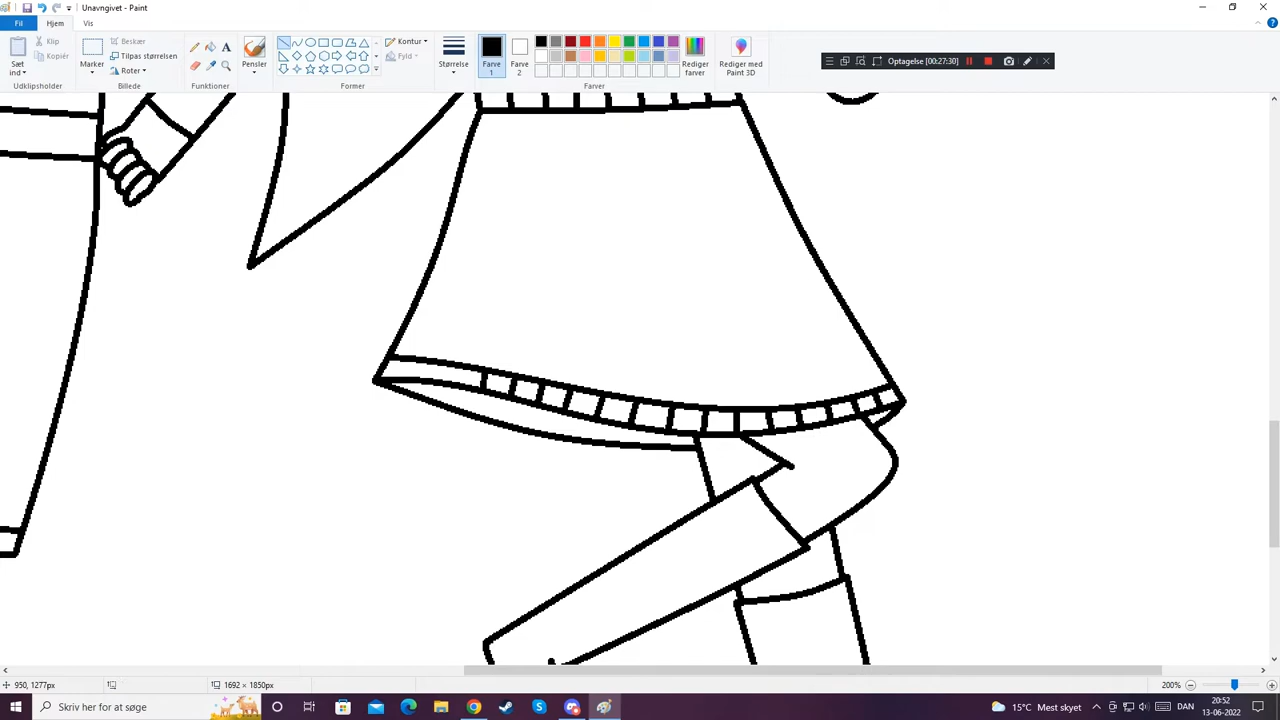 Unavngivet - Paint
Fil Hjem Vis
Sæt ind
Klip
Kopiér
Udklipsholder
Markér
Beskær
Tilpas størrelsen
Roter
Billede
A
Pensler
Funktioner
Kontur
Fyld
Former
Størrelse
Farve 1
Farve 2
Farver
Rediger farver
Rediger med Paint 3D
Optagelse [00:27:30]
950, 1277px
1692 × 1850px
200%
Skriv her for at søge
15°C Mest skyet
DAN
20:52
13-06-2022